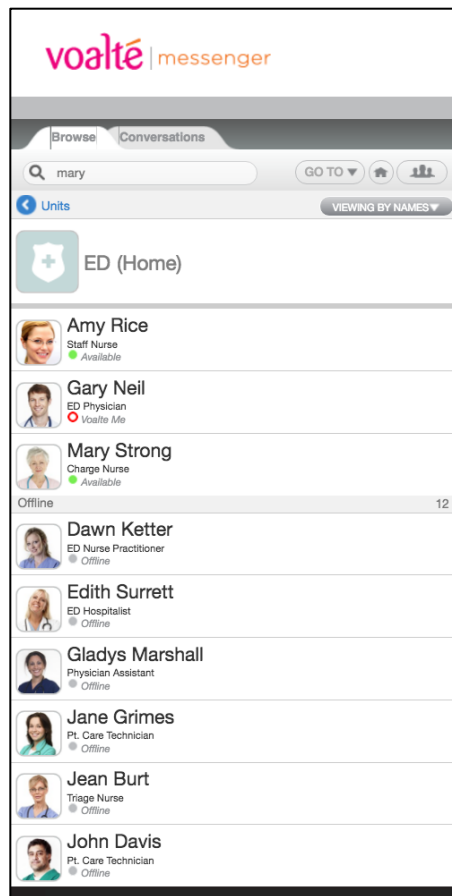 voalté | messenger
Browse Conversations
mary GO TO ▼
Units VIEWING BY NAMES▼
ED (Home)
Amy Rice
Staff Nurse
Available
Gary Neil
ED Physician
Voalte Me
Mary Strong
Charge Nurse
Available
Offline 12
Dawn Ketter
ED Nurse Practitioner
Offline
Edith Surrett
ED Hospitalist
Offline
Gladys Marshall
Physician Assistant
Offline
Jane Grimes
Pt. Care Technician
Offline
Jean Burt
Triage Nurse
Offline
John Davis
Pt. Care Technician
Offline